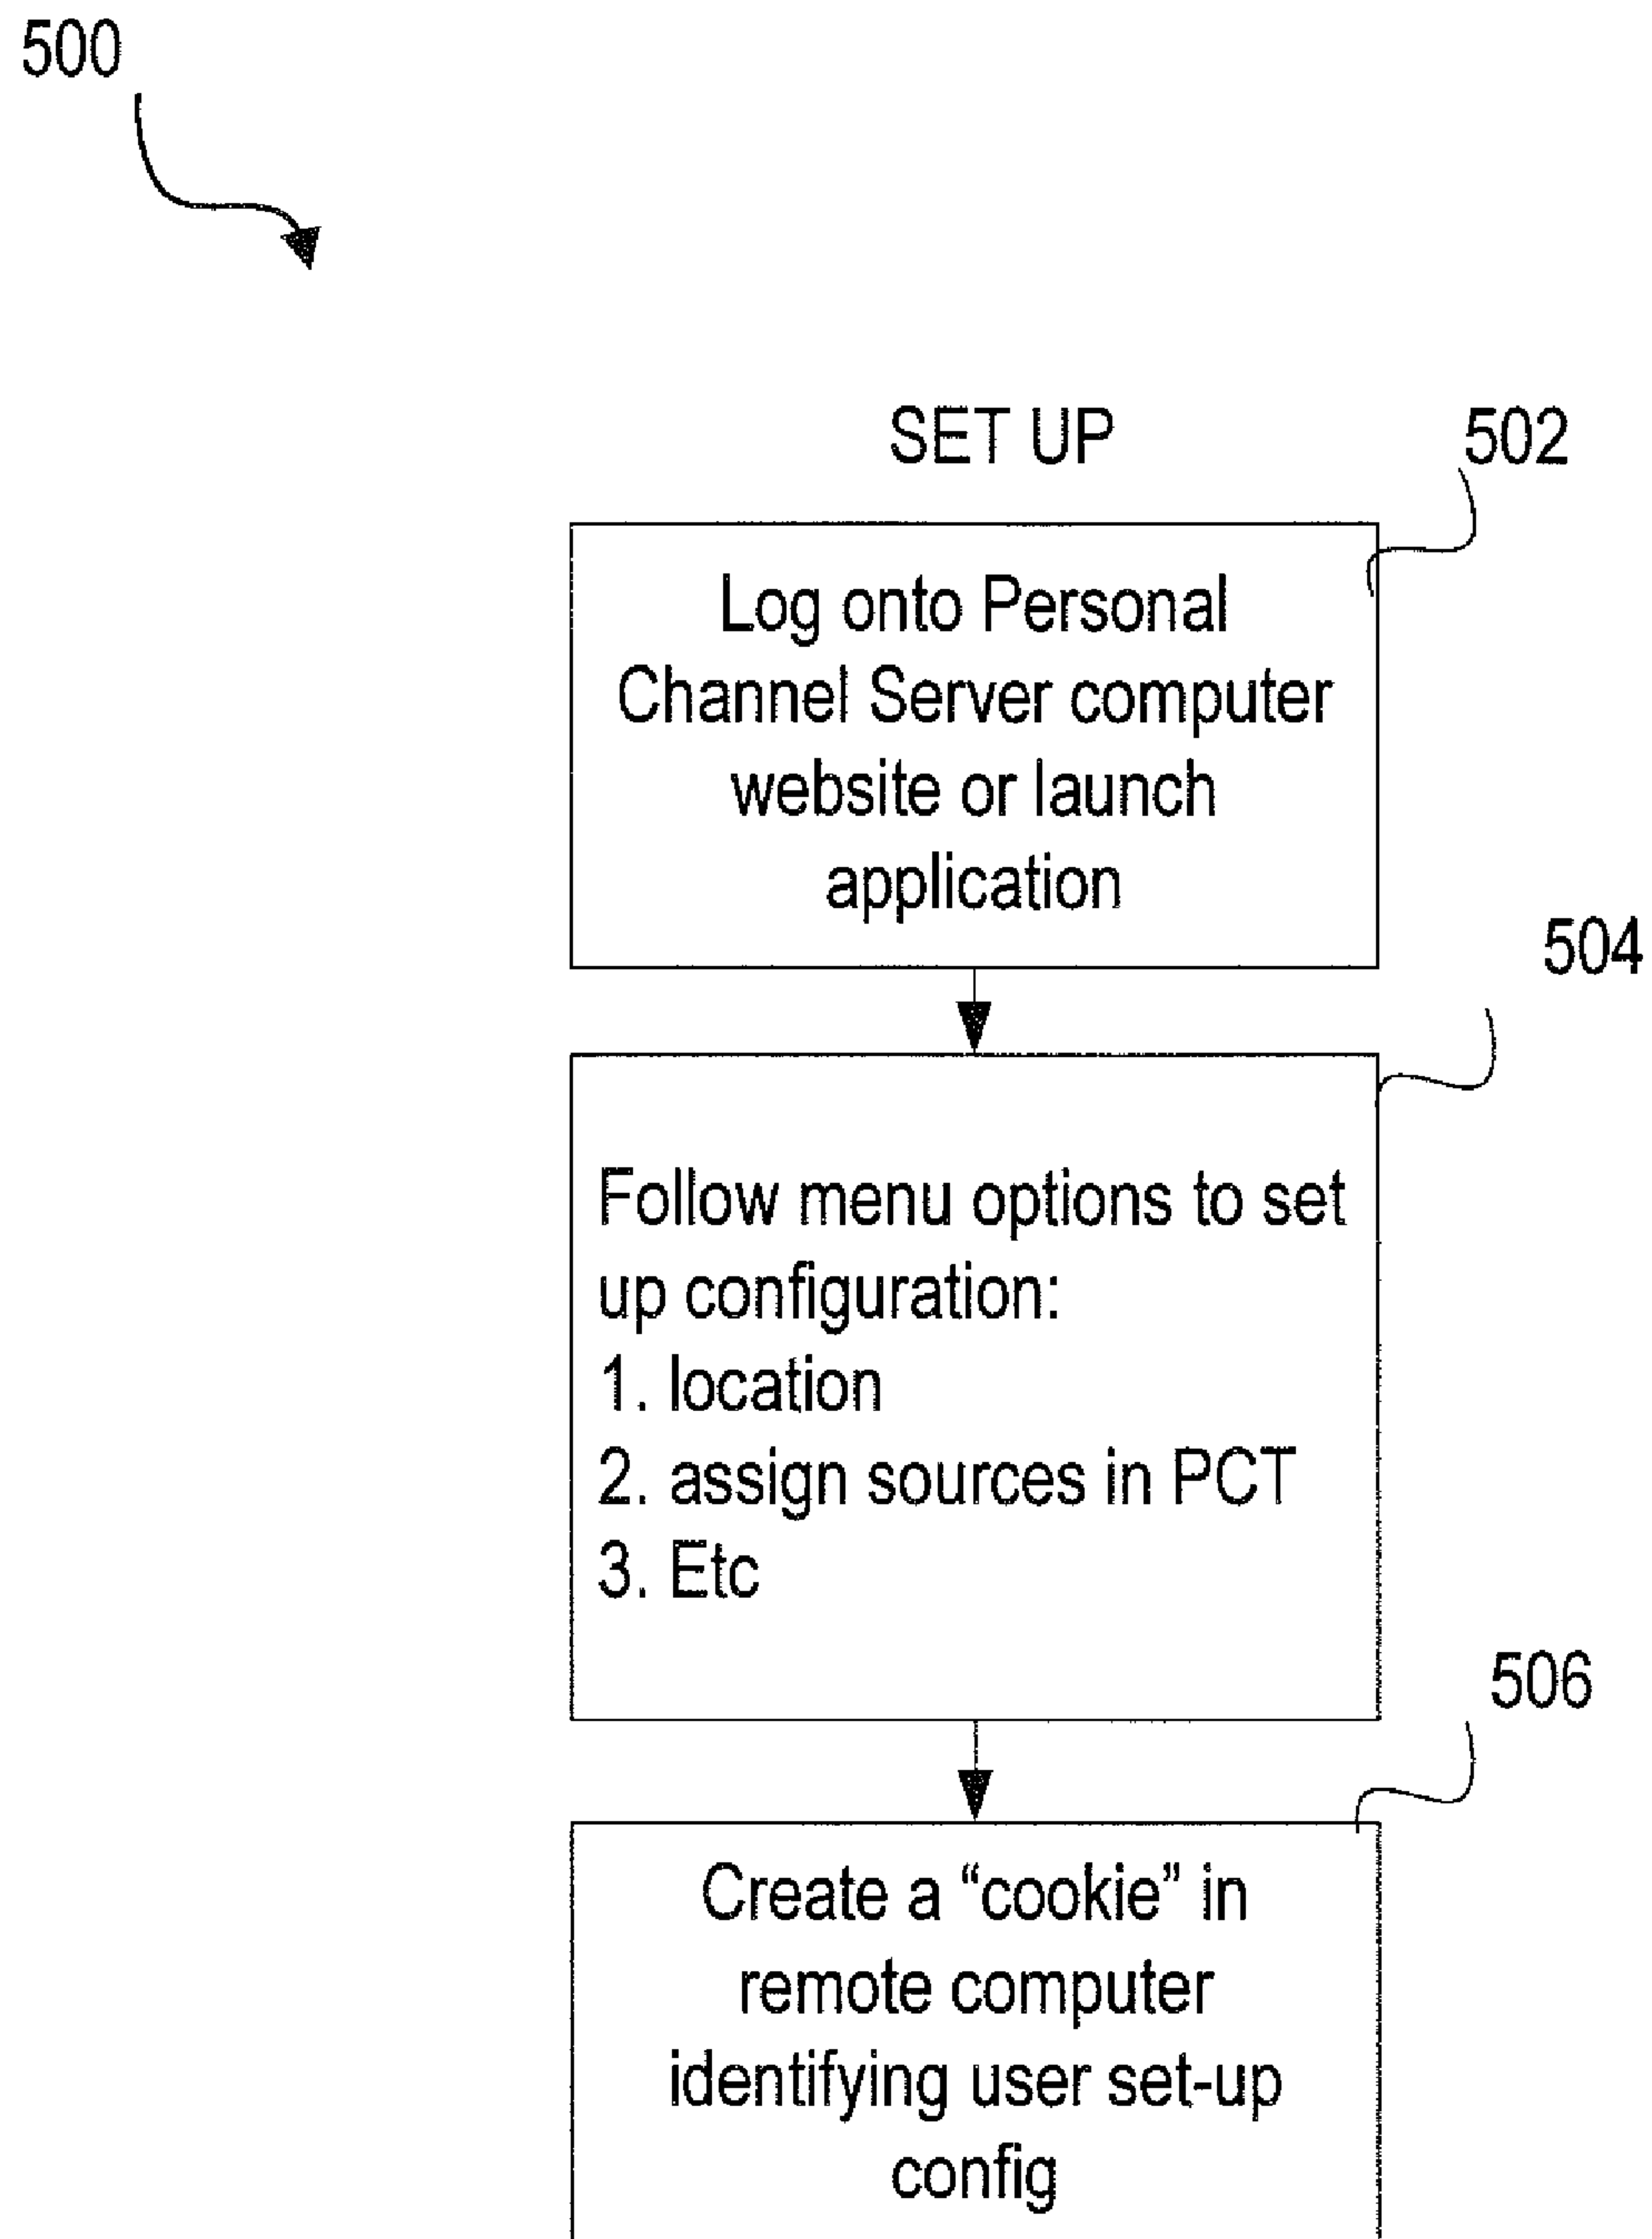 500
SET UP
502
Log onto Personal
Channel Server computer
website or launch
application
504
Follow menu options to set
up configuration:
1. location
2. assign sources in PCT
3. Etc
506
Create a “cookie” in
remote computer
identifying user set-up
config